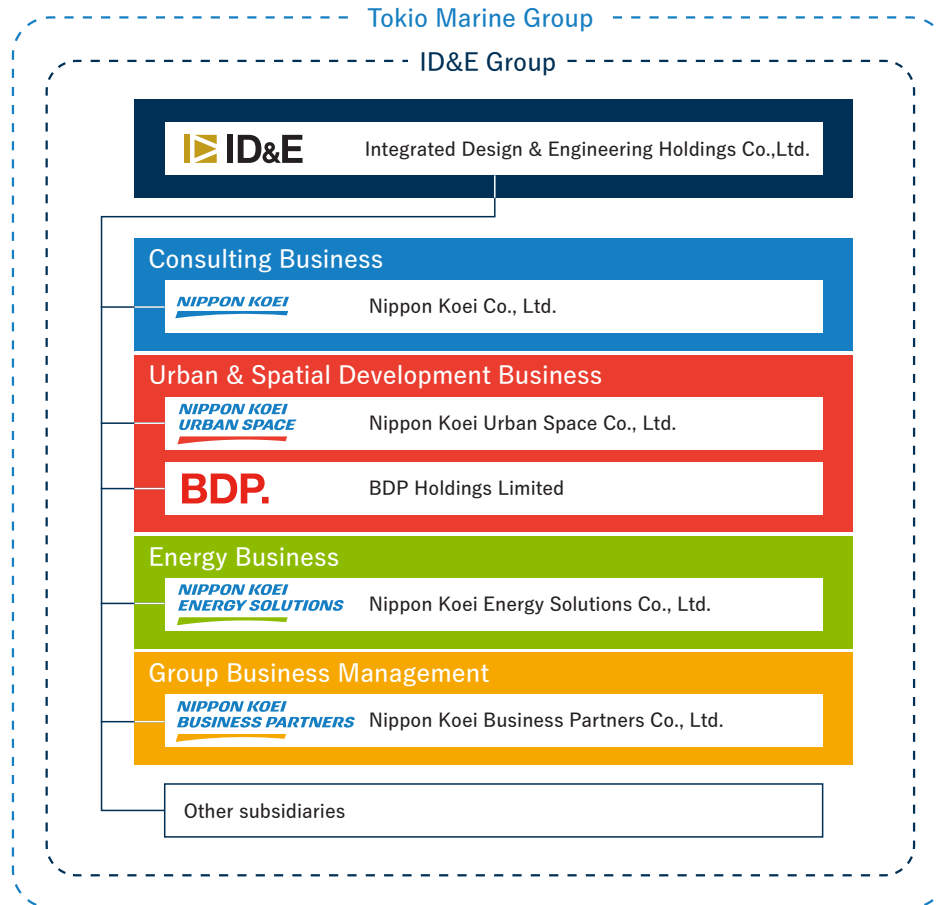 Tokio Marine Group
ID&E Group
ID&E Integrated Design & Engineering Holdings Co.,Ltd.
Consulting Business
NIPPON KOEI Nippon Koei Co., Ltd.
Urban & Spatial Development Business
NIPPON KOEI
URBAN SPACE Nippon Koei Urban Space Co., Ltd.
BDP. BDP Holdings Limited
Energy Business
NIPPON KOEI
ENERGY SOLUTIONS Nippon Koei Energy Solutions Co., Ltd.
Group Business Management
NIPPON KOEI
BUSINESS PARTNERS Nippon Koei Business Partners Co., Ltd.
Other subsidiaries